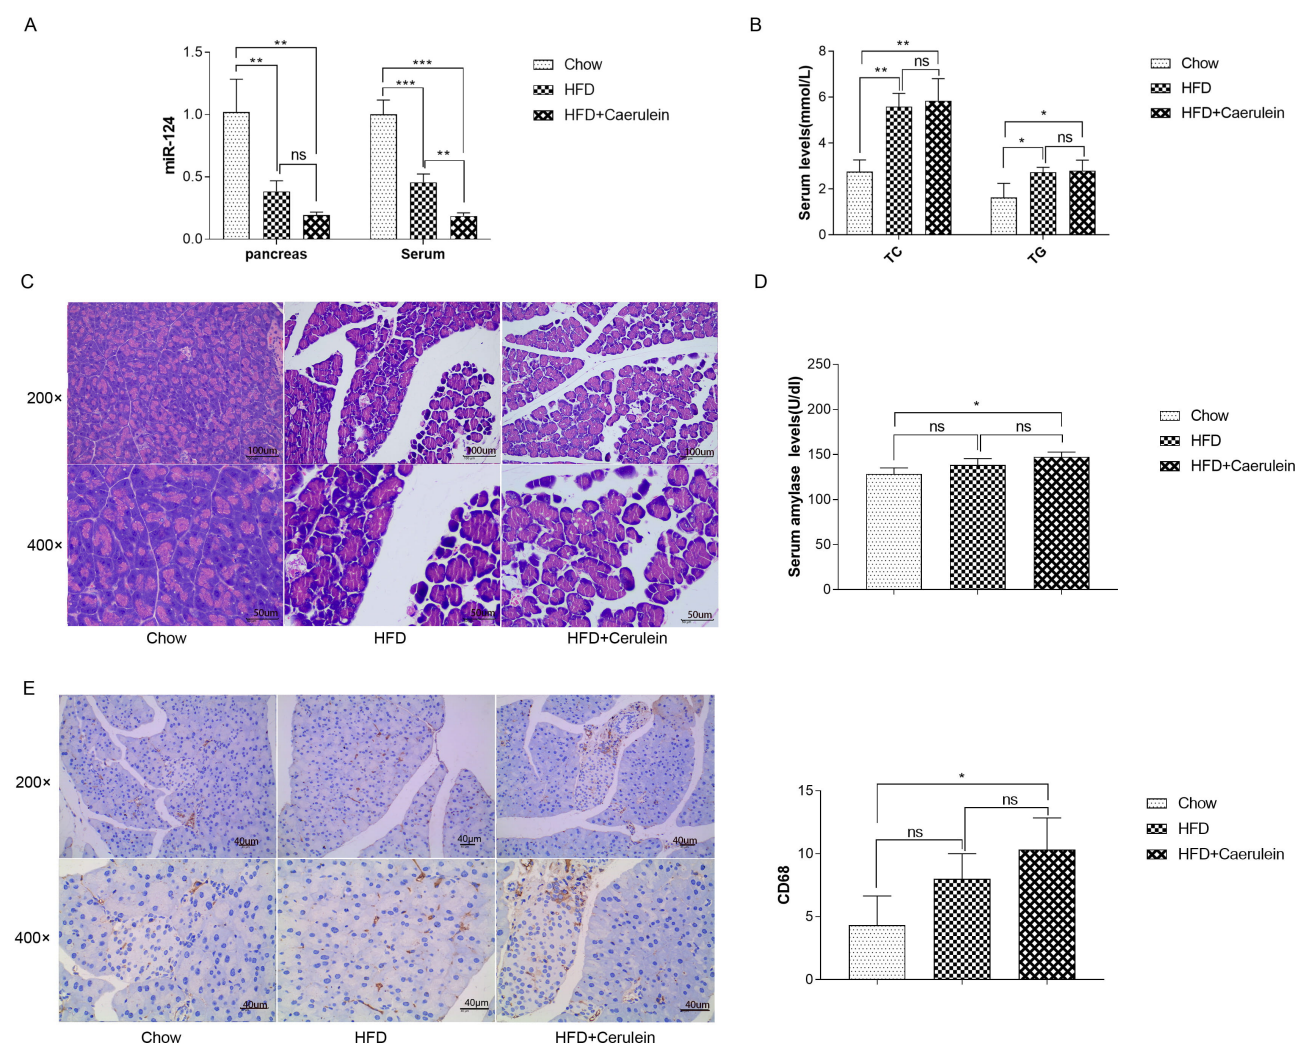 A
miR-124
1.5
1.0
0.5
0.0
**
**
ns
***
***
**
pancreas
Serum
Chow
HFD
HFD+Caerulein
B
Serum levels(mmol/L)
8
6
4
2
0
**
**
ns
*
*
ns
TC
TG
Chow
HFD
HFD+Caerulein
C
200×
100um
100um
100um
400×
50um
50um
50um
Chow
HFD
HFD+Cerulein
D
Serum amylase levels(U/dl)
250
200
150
100
50
0
*
ns
ns
Chow
HFD
HFD+Caerulein
E
200×
40um
40µm
40um
400×
40um
40µm
40um
Chow
HFD
HFD+Cerulein
CD68
15
10
5
0
*
ns
ns
Chow
HFD
HFD+Caerulein